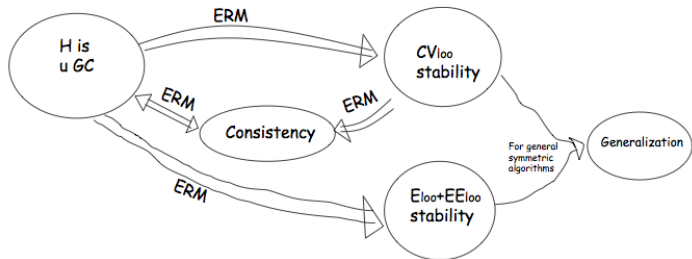 ERM
H is
u GC
CVloo
stability
ERM
ERM
Consistency
For general
symmetric
algorithms
Generalization
ERM
Eloo+EEloo
stability